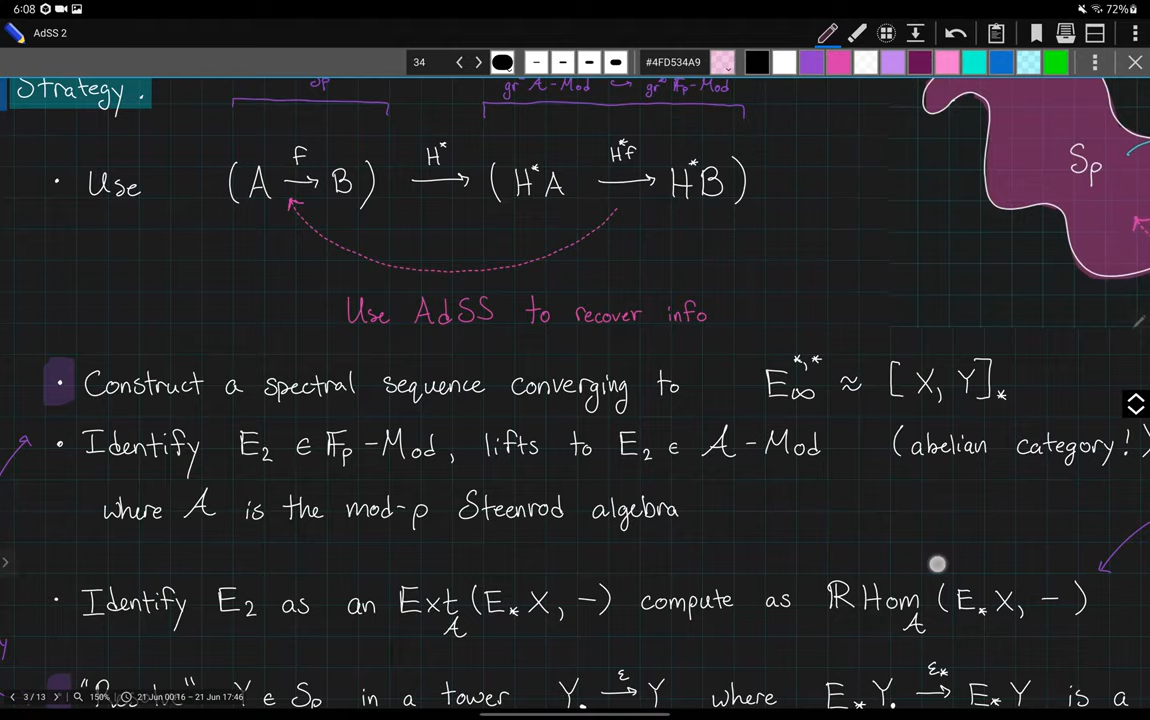 6:08 72%
AdSS 2
34 #4FD534A9
Strategy.
Sp gr A-Mod gr 𝔽p-Mod
• Use (A →f B) →H* (H*A →H*f H*B)
Sp
Use AdSS to recover info
• Construct a spectral sequence converging to E∞*,* ≈ [X, Y]*
• Identify E₂ ∈ 𝔽p-Mod, lifts to E₂ ∈ A-Mod (abelian category!)
where A is the mod-p Steenrod algebra
• Identify E₂ as an Ext_A(E*X, −) compute as ℝHom_A(E*X, −)
Y ∈ Sp in a tower Y. →ε Y where E*Y. →ε* E*Y is a
3/13 150% 21 Jun 00:16 - 21 Jun 17:46